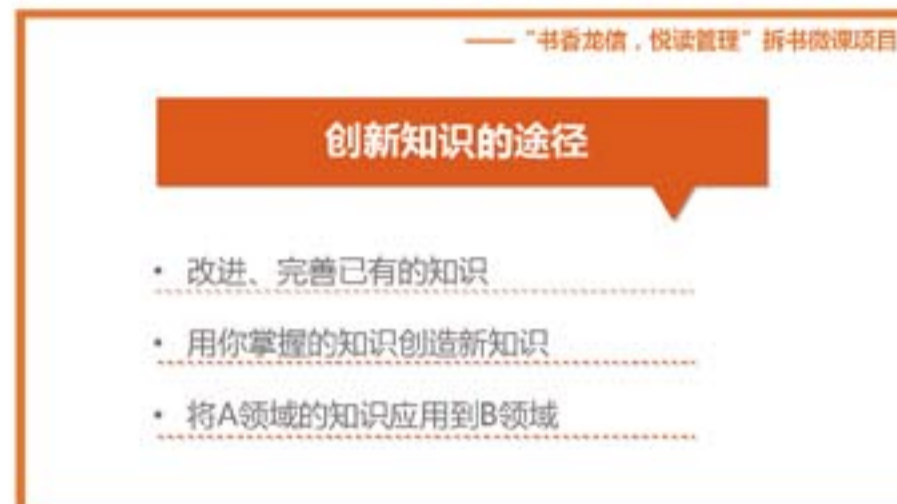 —— “书香龙信，悦读管理” 拆书微课项目
创新知识的途径
• 改进、完善已有的知识
• 用你掌握的知识创造新知识
• 将A领域的知识应用到B领域